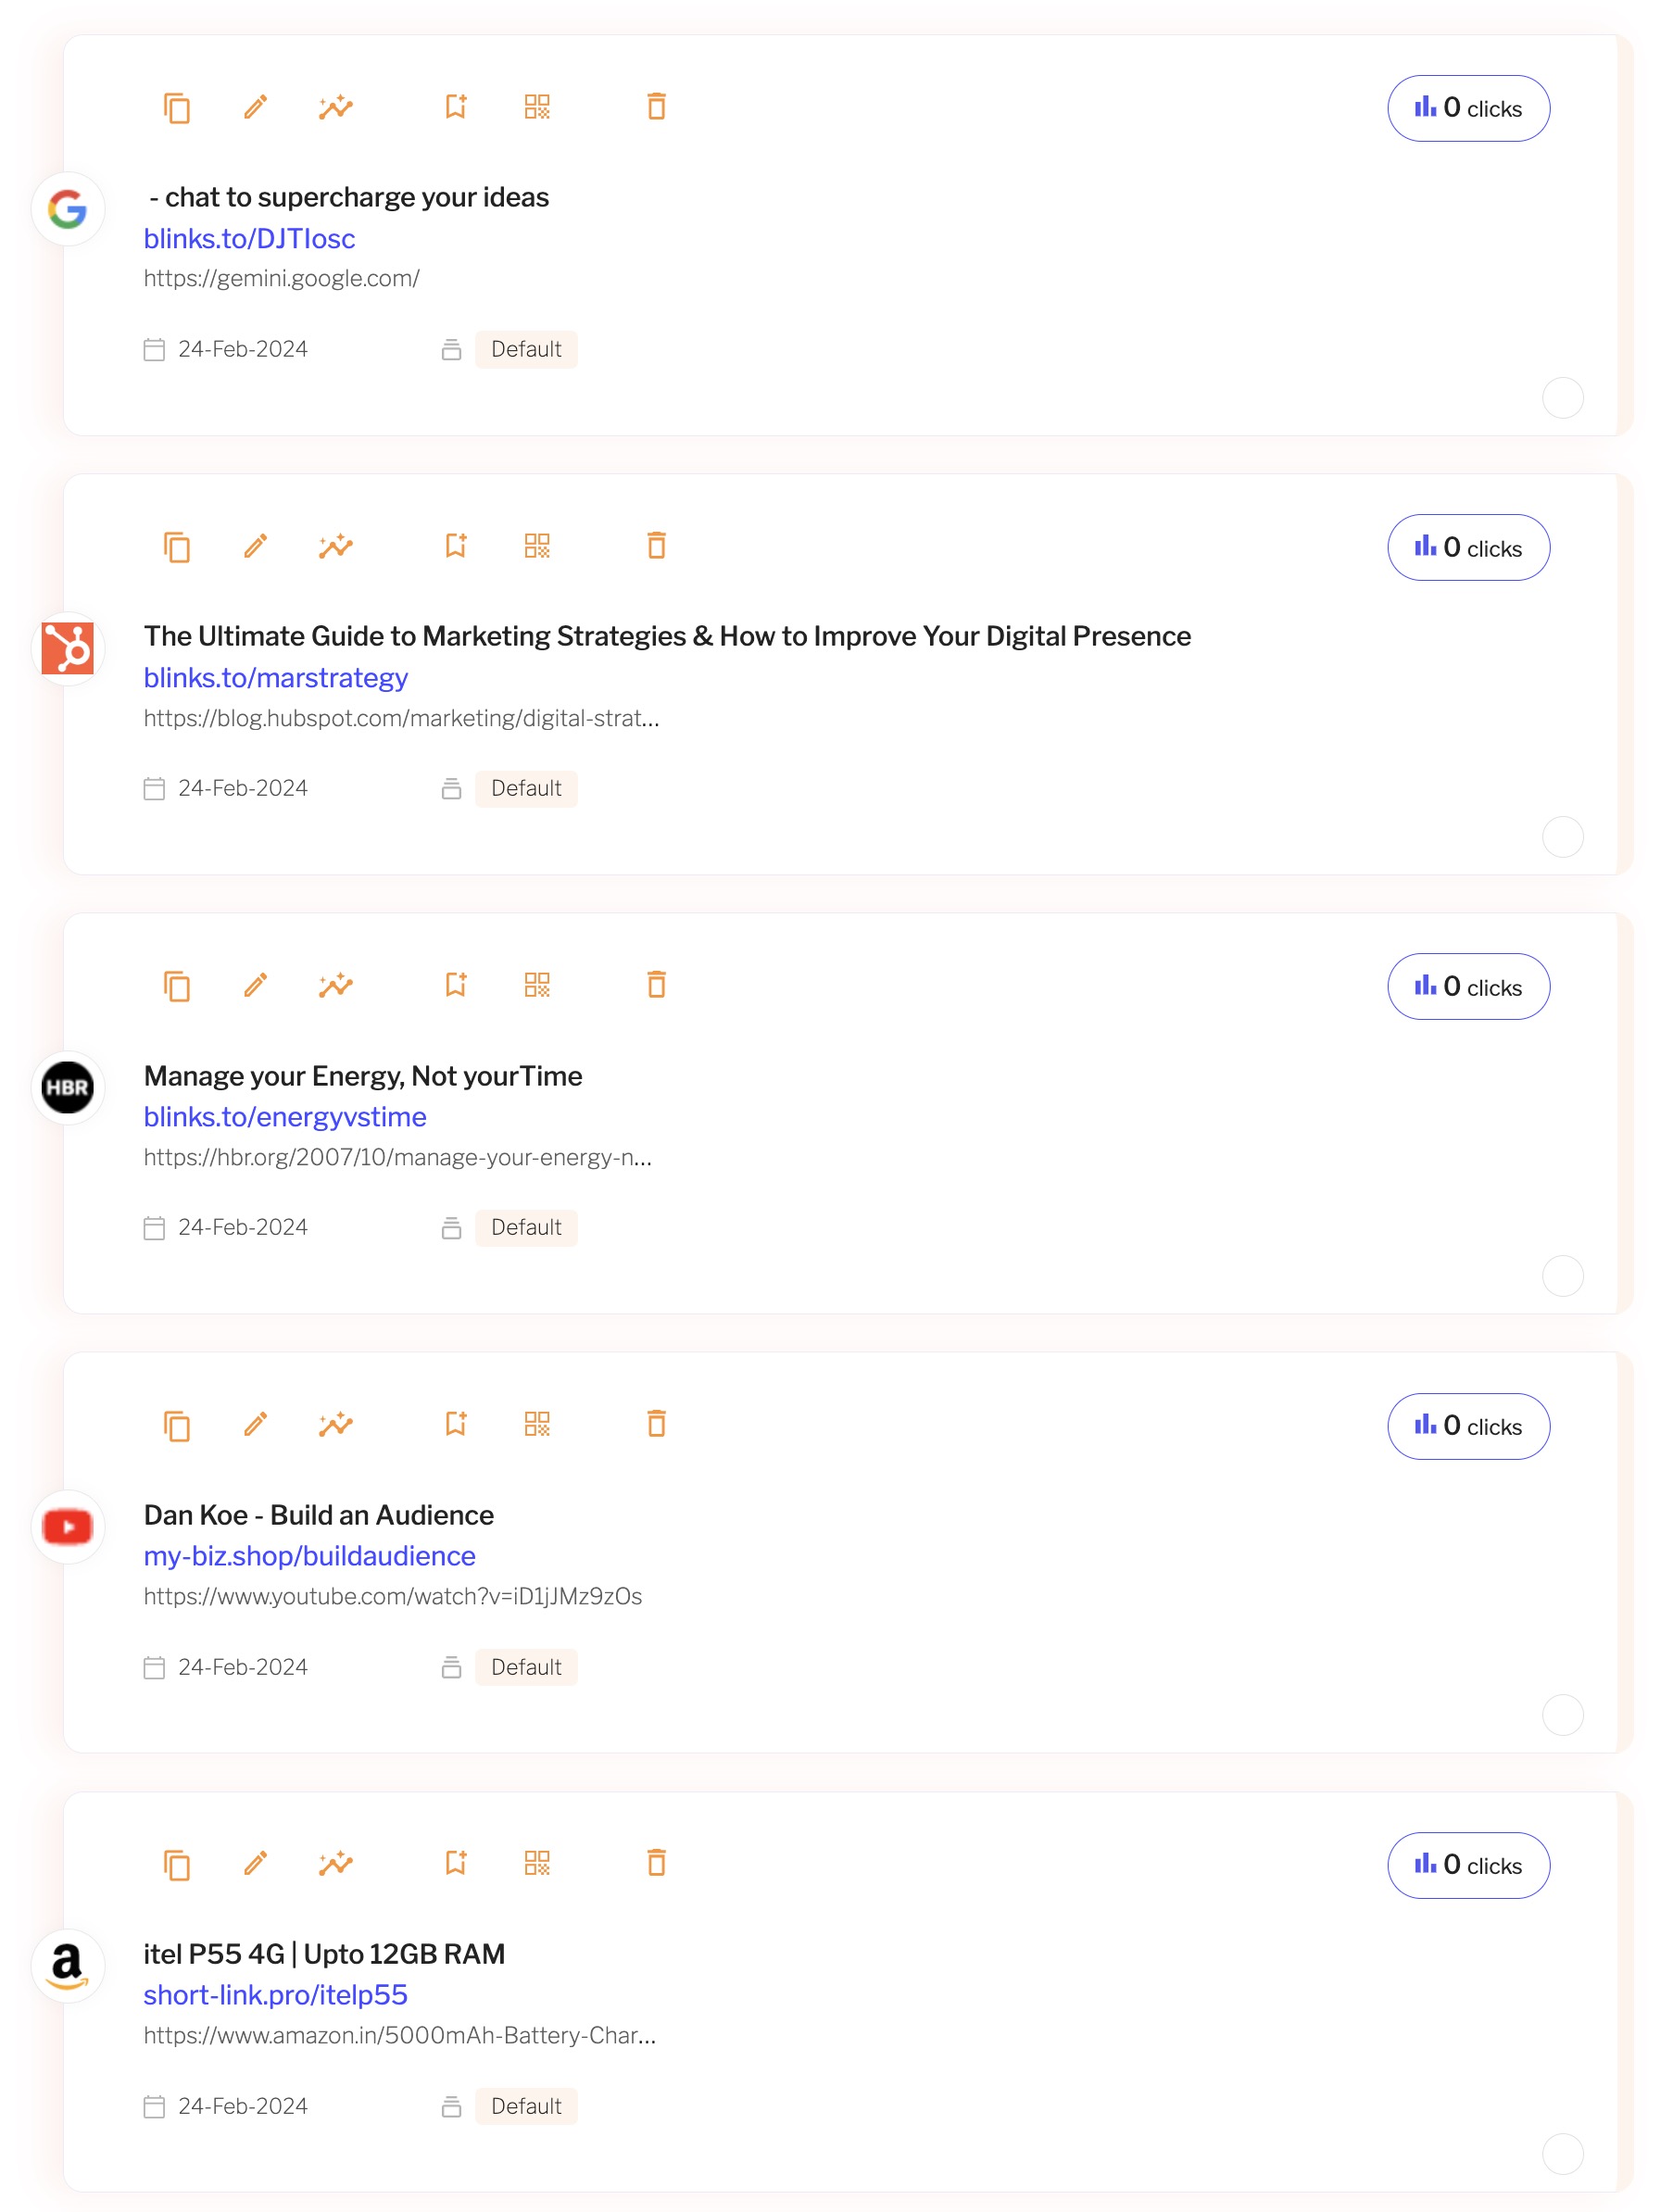 0 clicks
- chat to supercharge your ideas
blinks.to/DJTIosc
https://gemini.google.com/
24-Feb-2024 Default
0 clicks
The Ultimate Guide to Marketing Strategies & How to Improve Your Digital Presence
blinks.to/marstrategy
https://blog.hubspot.com/marketing/digital-strat...
24-Feb-2024 Default
0 clicks
HBR
Manage your Energy, Not yourTime
blinks.to/energyvstime
https://hbr.org/2007/10/manage-your-energy-n...
24-Feb-2024 Default
0 clicks
Dan Koe - Build an Audience
my-biz.shop/buildaudience
https://www.youtube.com/watch?v=iD1jJMz9zOs
24-Feb-2024 Default
0 clicks
itel P55 4G | Upto 12GB RAM
short-link.pro/itelp55
https://www.amazon.in/5000mAh-Battery-Char...
24-Feb-2024 Default